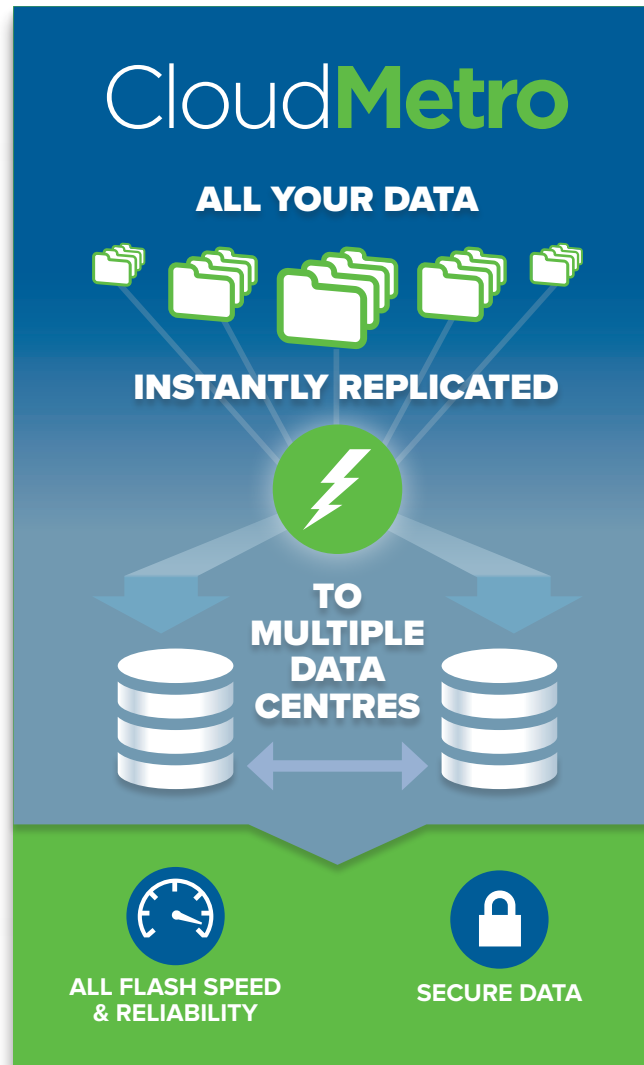 CloudMetro
ALL YOUR DATA
INSTANTLY REPLICATED
TO
MULTIPLE
DATA
CENTRES
ALL FLASH SPEED
& RELIABILITY
SECURE DATA